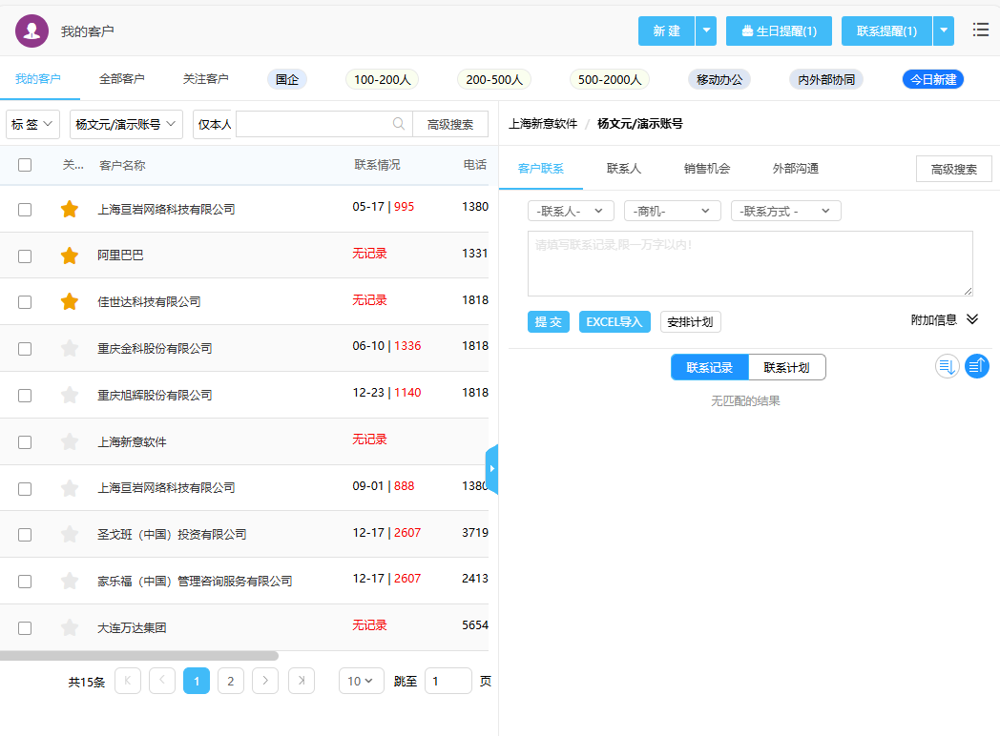 我的客户
新 建
生日提醒(1)
联系提醒(1)
我的客户 全部客户 关注客户 国企 100-200人 200-500人 500-2000人 移动办公 内外部协同 今日新建
标 签 杨文元/演示账号 仅本人 高级搜索
上海新意软件 / 杨文元/演示账号
关... 客户名称 联系情况 电话
上海亘岩网络科技有限公司 05-17 | 995 1380
阿里巴巴 无记录 1331
佳世达科技有限公司 无记录 1818
重庆金科股份有限公司 06-10 | 1336 1818
重庆旭辉股份有限公司 12-23 | 1140 1818
上海新意软件 无记录
上海亘岩网络科技有限公司 09-01 | 888 1380
圣戈班（中国）投资有限公司 12-17 | 2607 3719
家乐福（中国）管理咨询服务有限公司 12-17 | 2607 2413
大连万达集团 无记录 5654
共15条 1 2 10 跳至 1 页
客户联系 联系人 销售机会 外部沟通 高级搜索
-联系人- -商机- -联系方式 -
请填写联系记录,限一万字以内!
提 交 EXCEL导入 安排计划 附加信息
联系记录 联系计划
无匹配的结果